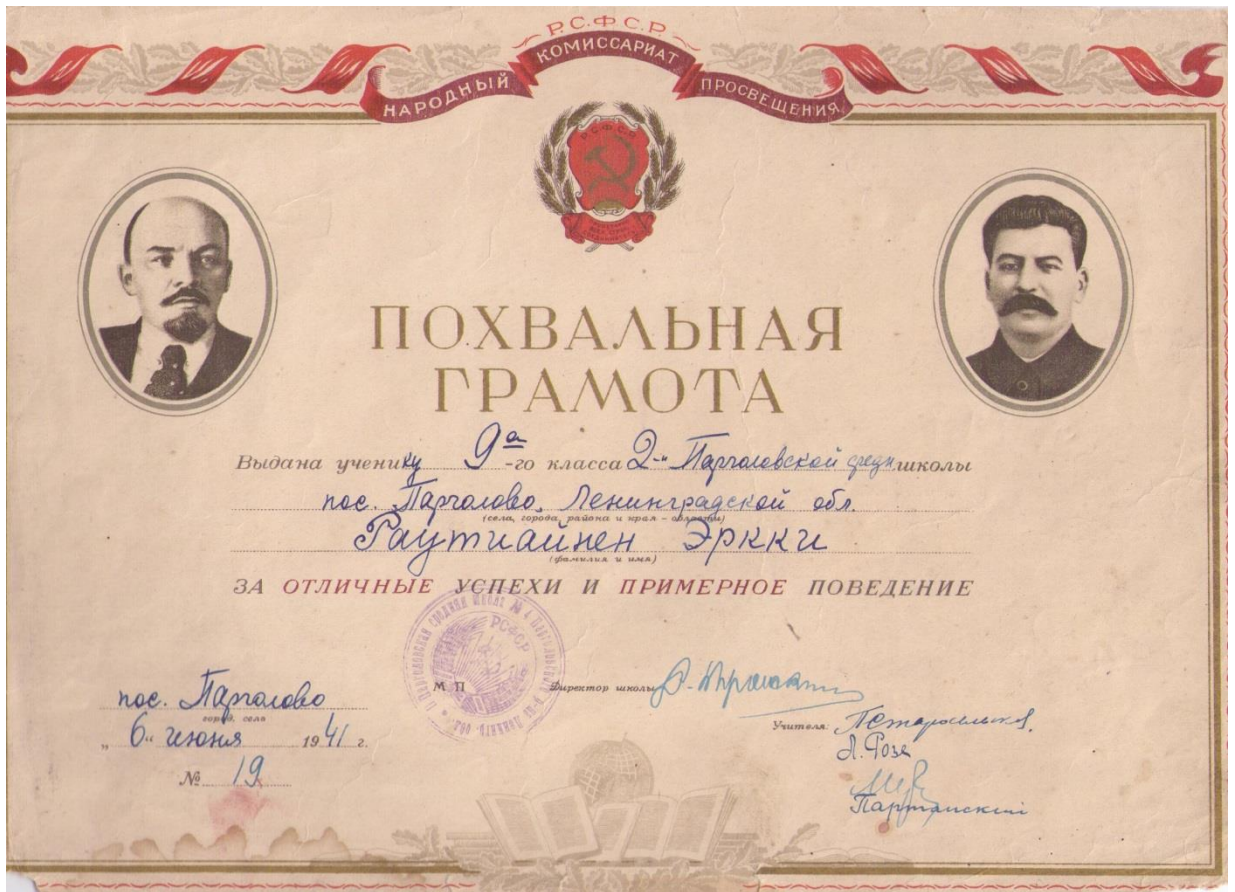 Р.С.Ф.С.Р.
НАРОДНЫЙ КОМИССАРИАТ ПРОСВЕЩЕНИЯ
Р.С.Ф.С.Р.
ПОХВАЛЬНАЯ
ГРАМОТА
Выдана ученику 9а-го класса 2-й Парголовской средн школы
пос. Парголово, Ленинградской обл.
(села, города, района и края - области)
Раутиайнен Эркки
(фамилия и имя)
ЗА ОТЛИЧНЫЕ УСПЕХИ И ПРИМЕРНОЕ ПОВЕДЕНИЕ
РСФСР
М П
Директор школы
пос. Парголово
город, село
„6" июня 1941 г.
№ 19
Учителя:
Л. Розе